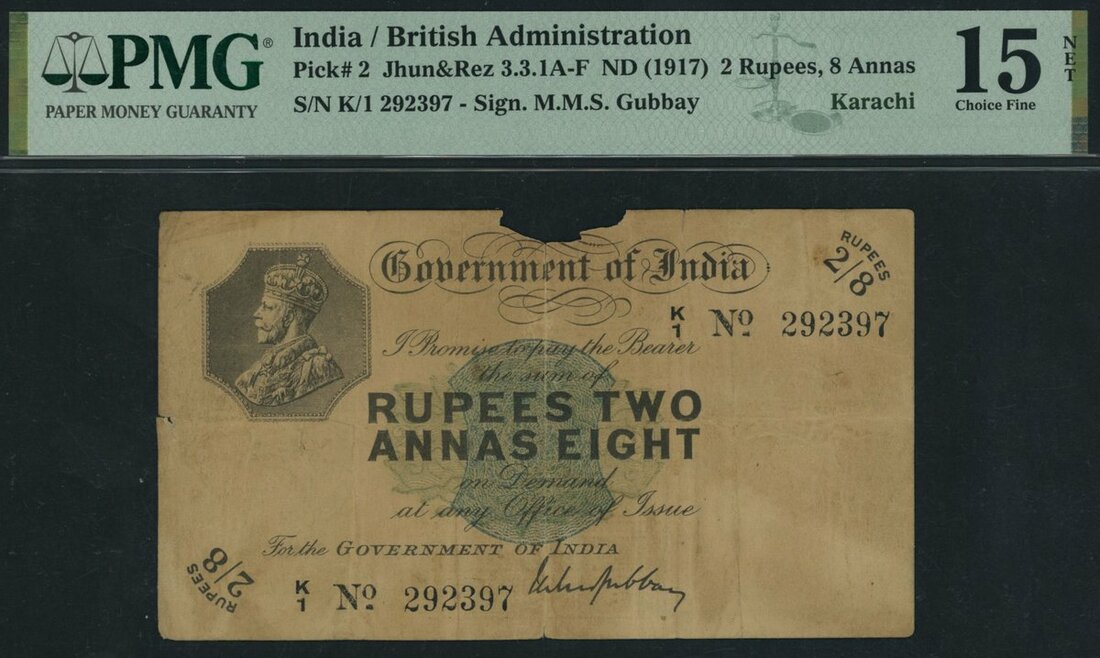 PMG®
PAPER MONEY GUARANTY
India / British Administration
Pick# 2 Jhun&Rez 3.3.1A-F ND (1917) 2 Rupees, 8 Annas
S/N K/1 292397 - Sign. M.M.S. Gubbay Karachi
15
NET
Choice Fine
Government of India
RUPEES
2/8
K/1 No 292397
I Promise to pay the Bearer
the sum of
RUPEES TWO
ANNAS EIGHT
on Demand
at any Office of Issue
For the GOVERNMENT OF INDIA
RUPEES
2/8
K/1 No 292397